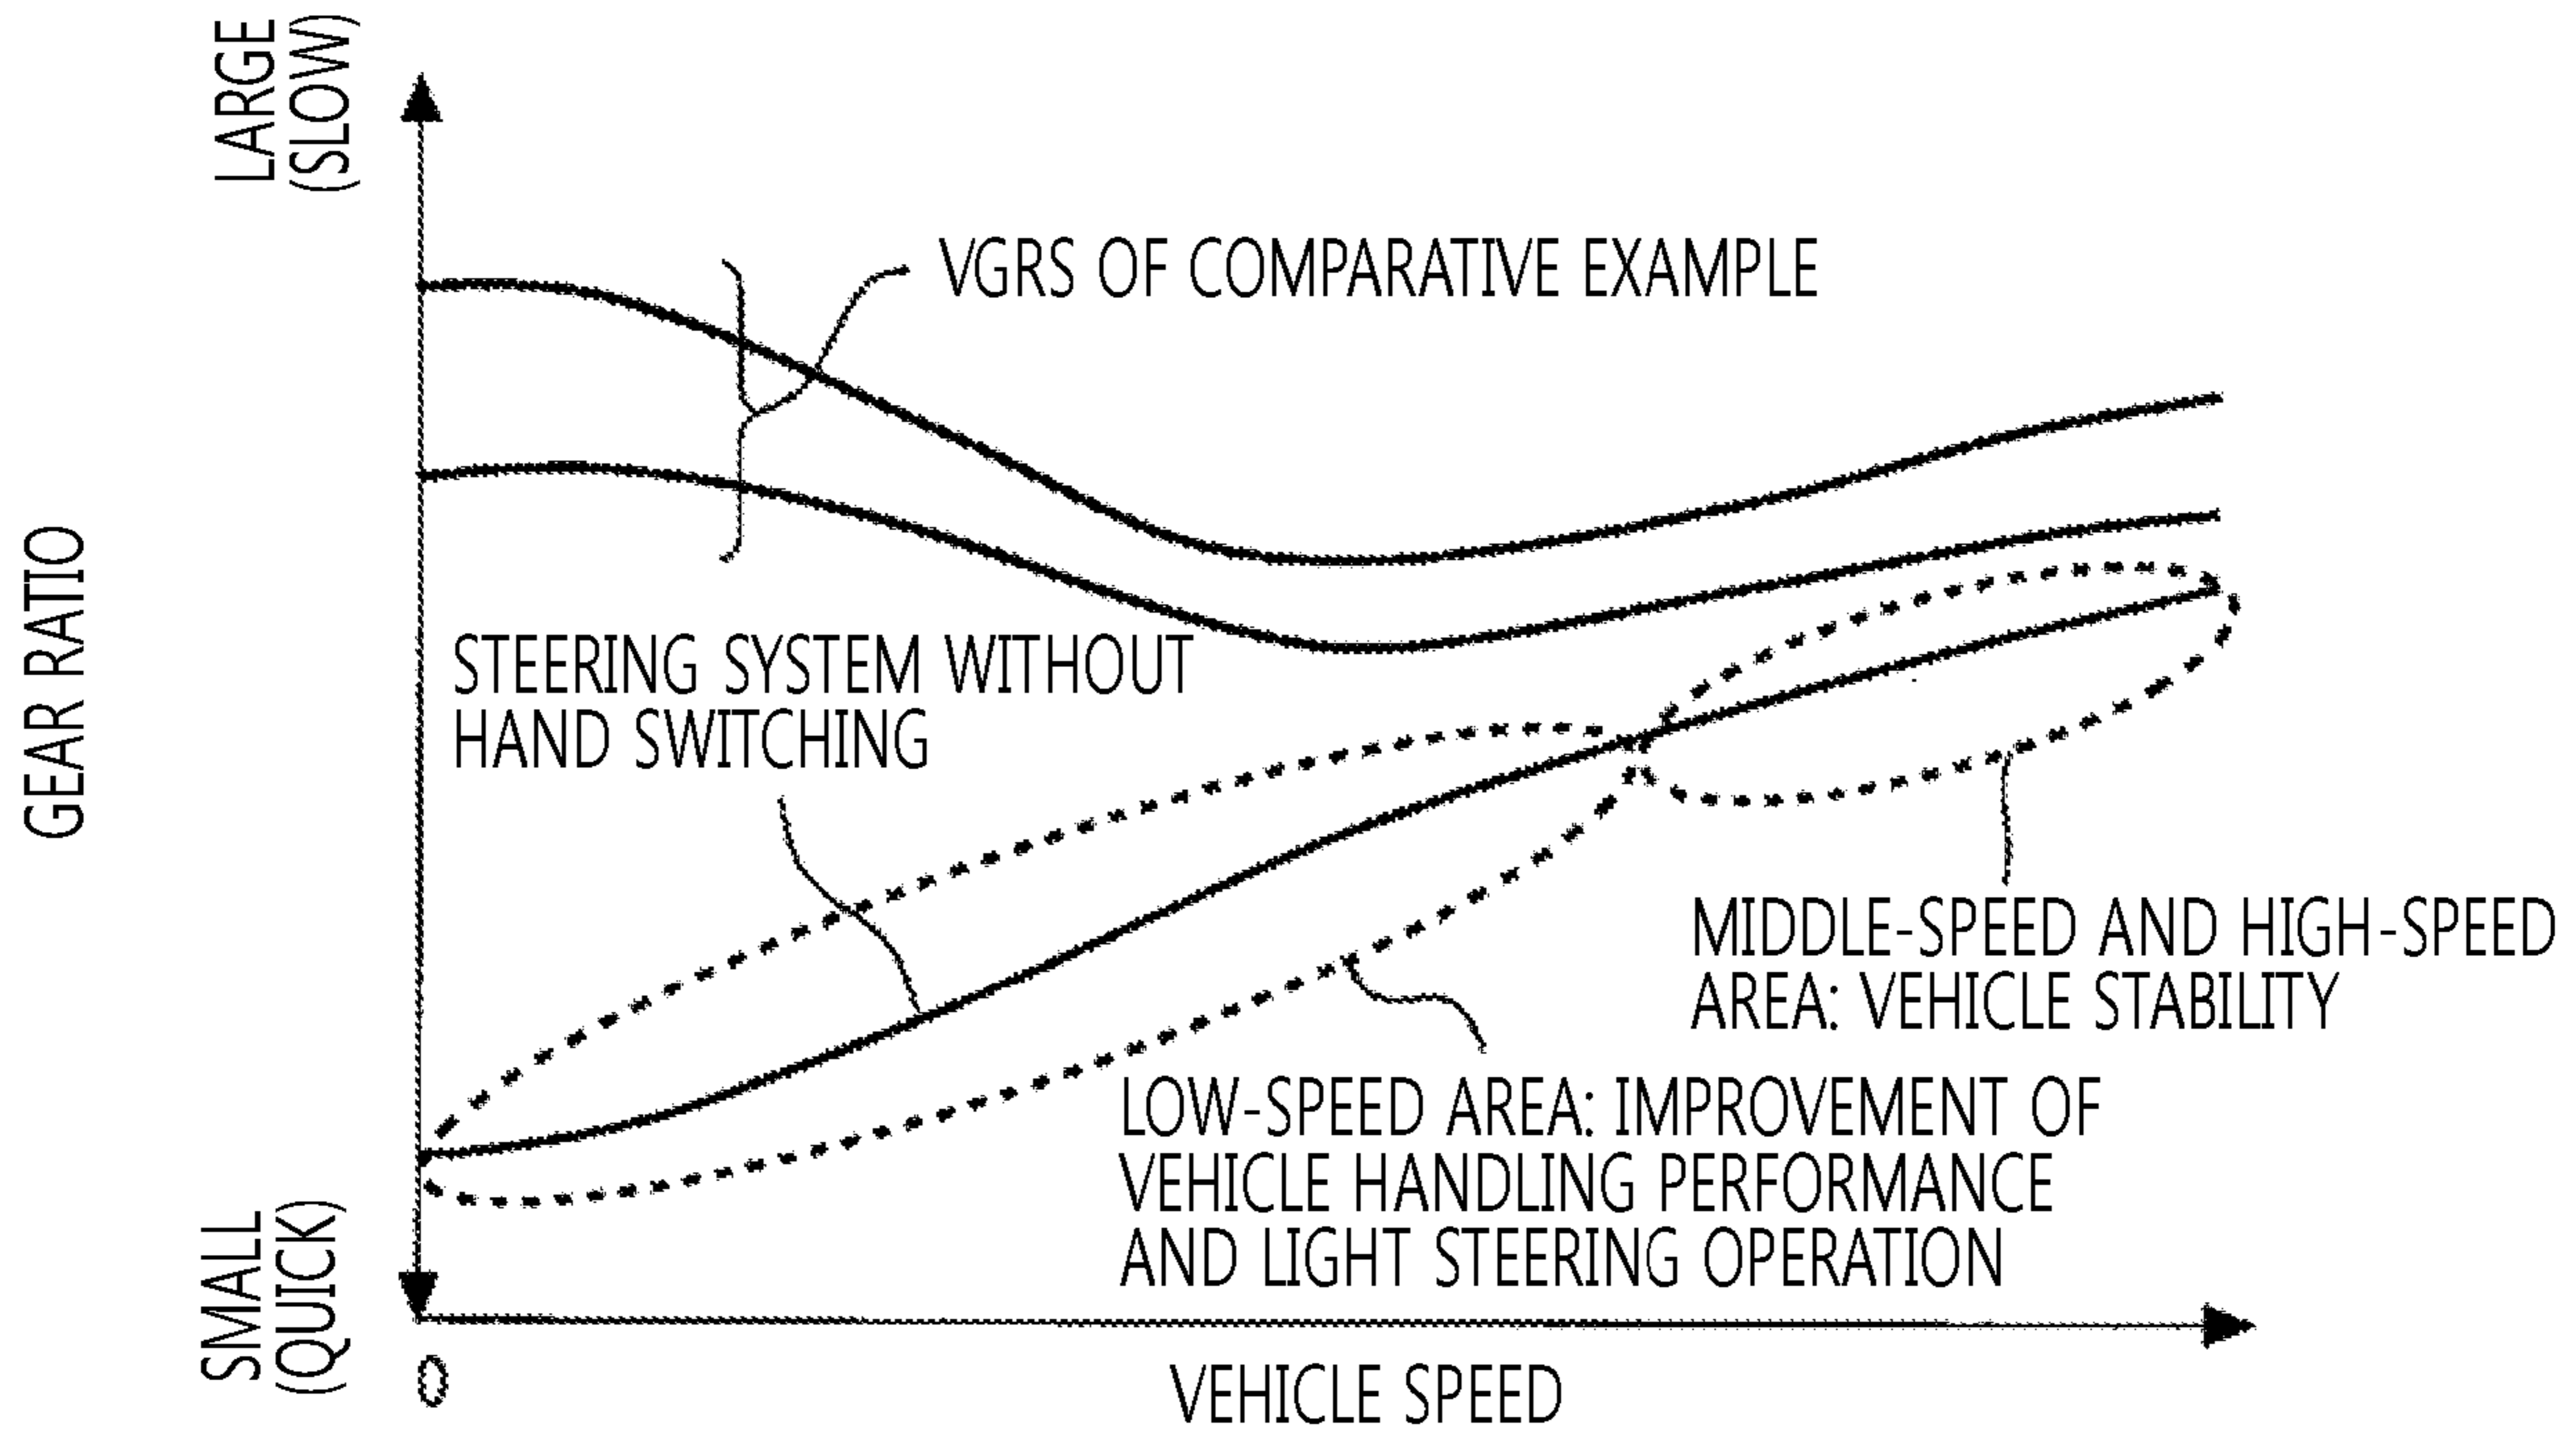 LARGE
(SLOW)
VGRS OF COMPARATIVE EXAMPLE
GEAR RATIO
STEERING SYSTEM WITHOUT
HAND SWITCHING
MIDDLE-SPEED AND HIGH-SPEED
AREA: VEHICLE STABILITY
LOW-SPEED AREA: IMPROVEMENT OF
VEHICLE HANDLING PERFORMANCE
AND LIGHT STEERING OPERATION
SMALL
(QUICK)
0
VEHICLE SPEED